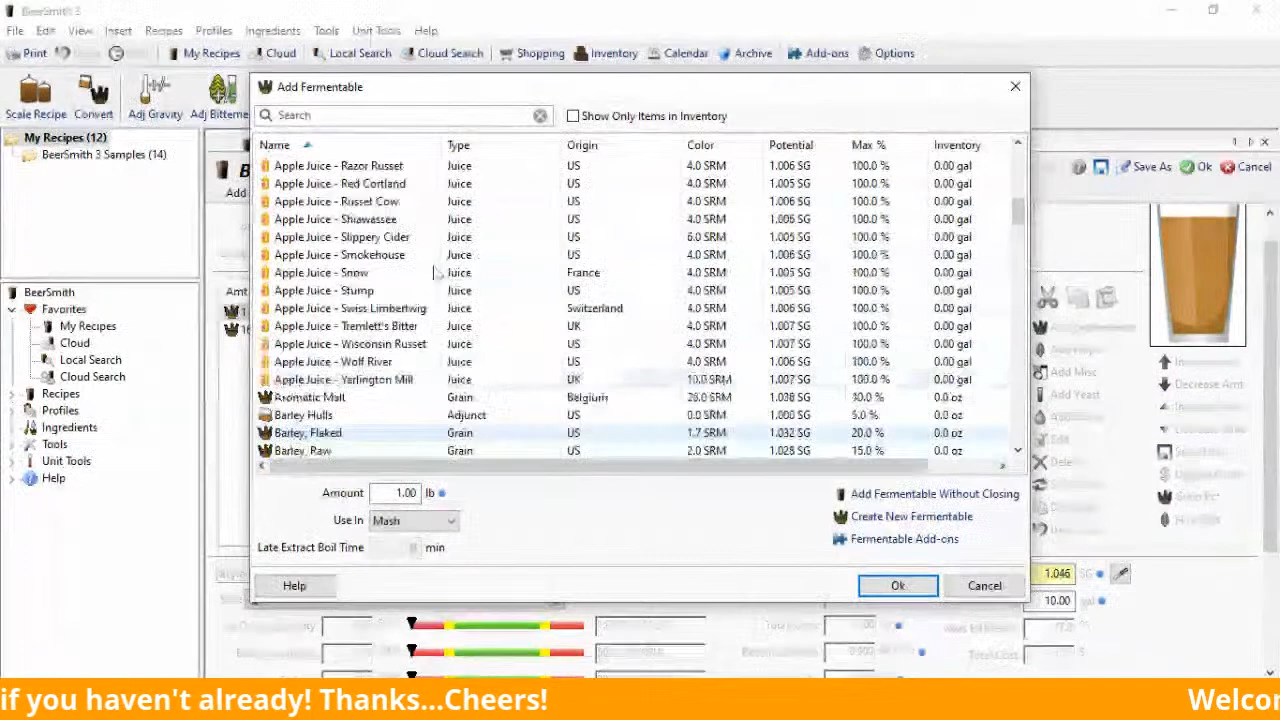 BeerSmith 3
File Edit View Insert Recipes Profiles Ingredients Tools Unit Tools Help
Print My Recipes Cloud Local Search Cloud Search Shopping Inventory Calendar Archive Add-ons Options
Scale Recipe Convert Adj Gravity Adj Bitterne
Add Fermentable
Search Show Only Items in Inventory
My Recipes (12)
BeerSmith 3 Samples (14)
Name Type Origin Color Potential Max % Inventory
Apple Juice - Razor Russet Juice US 4.0 SRM 1.006 SG 100.0 % 0.00 gal
Apple Juice - Red Cortland Juice US 4.0 SRM 1.005 SG 100.0 % 0.00 gal
Apple Juice - Russet Cow Juice US 4.0 SRM 1.006 SG 100.0 % 0.00 gal
Apple Juice - Shiawassee Juice US 4.0 SRM 1.006 SG 100.0 % 0.00 gal
Apple Juice - Slippery Cider Juice US 6.0 SRM 1.005 SG 100.0 % 0.00 gal
Apple Juice - Smokehouse Juice US 4.0 SRM 1.006 SG 100.0 % 0.00 gal
Apple Juice - Snow Juice France 4.0 SRM 1.005 SG 100.0 % 0.00 gal
Apple Juice - Stump Juice US 4.0 SRM 1.005 SG 100.0 % 0.00 gal
Apple Juice - Swiss Limbertwig Juice Switzerland 4.0 SRM 1.006 SG 100.0 % 0.00 gal
Apple Juice - Tremlett's Bitter Juice UK 4.0 SRM 1.007 SG 100.0 % 0.00 gal
Apple Juice - Wisconsin Russet Juice US 4.0 SRM 1.007 SG 100.0 % 0.00 gal
Apple Juice - Wolf River Juice US 4.0 SRM 1.006 SG 100.0 % 0.00 gal
Apple Juice - Yarlington Mill Juice UK 10.0 SRM 1.007 SG 100.0 % 0.00 gal
Aromatic Malt Grain Belgium 26.0 SRM 1.036 SG 10.0 % 0.0 oz
Barley Hulls Adjunct US 0.0 SRM 1.000 SG 5.0 % 0.0 oz
Barley, Flaked Grain US 1.7 SRM 1.032 SG 20.0 % 0.0 oz
Barley, Raw Grain US 2.0 SRM 1.028 SG 15.0 % 0.0 oz
Amount 1.00 lb
Use In Mash
Late Extract Boil Time min
Add Fermentable Without Closing
Create New Fermentable
Fermentable Add-ons
Help Ok Cancel
BeerSmith
Favorites
My Recipes
Cloud
Local Search
Cloud Search
Recipes
Profiles
Ingredients
Tools
Unit Tools
Help
B
Add
Amt
Save As Ok Cancel
Add Misc
Add Yeast
Edit
Decrease Amt
1.046 SG
10.00 gal
if you haven't already! Thanks...Cheers! Welco